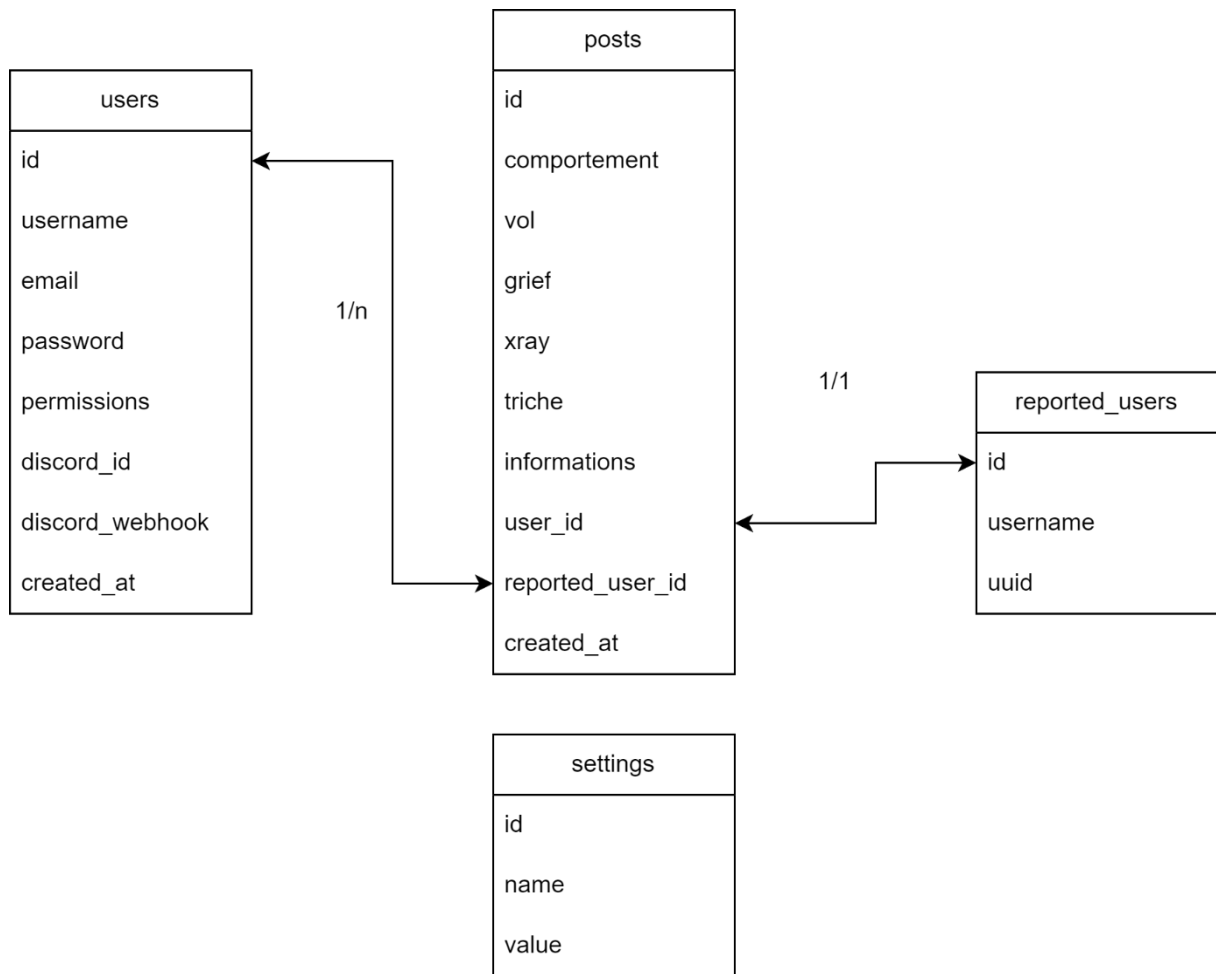 users
id
username
email
password
permissions
discord_id
discord_webhook
created_at
1/n
posts
id
comportement
vol
grief
xray
triche
informations
user_id
reported_user_id
created_at
1/1
reported_users
id
username
uuid
settings
id
name
value